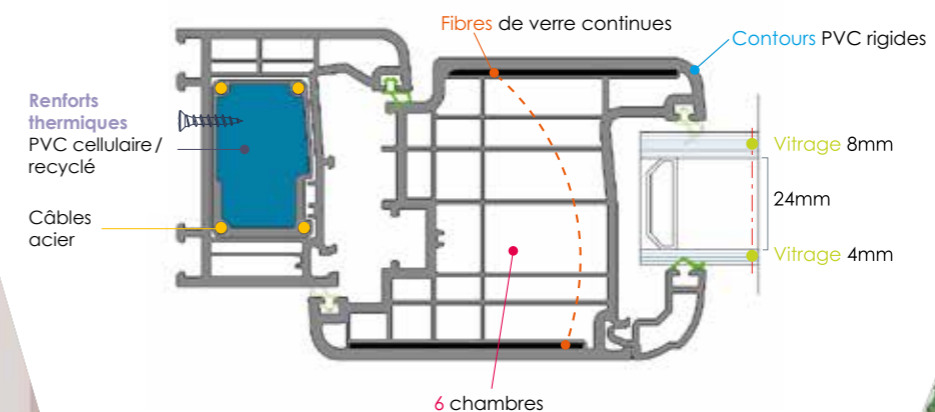 Fibres de verre continues
Contours PVC rigides
Renforts
thermiques
PVC cellulaire /
recyclé
Câbles
acier
Vitrage 8mm
24mm
Vitrage 4mm
6 chambres